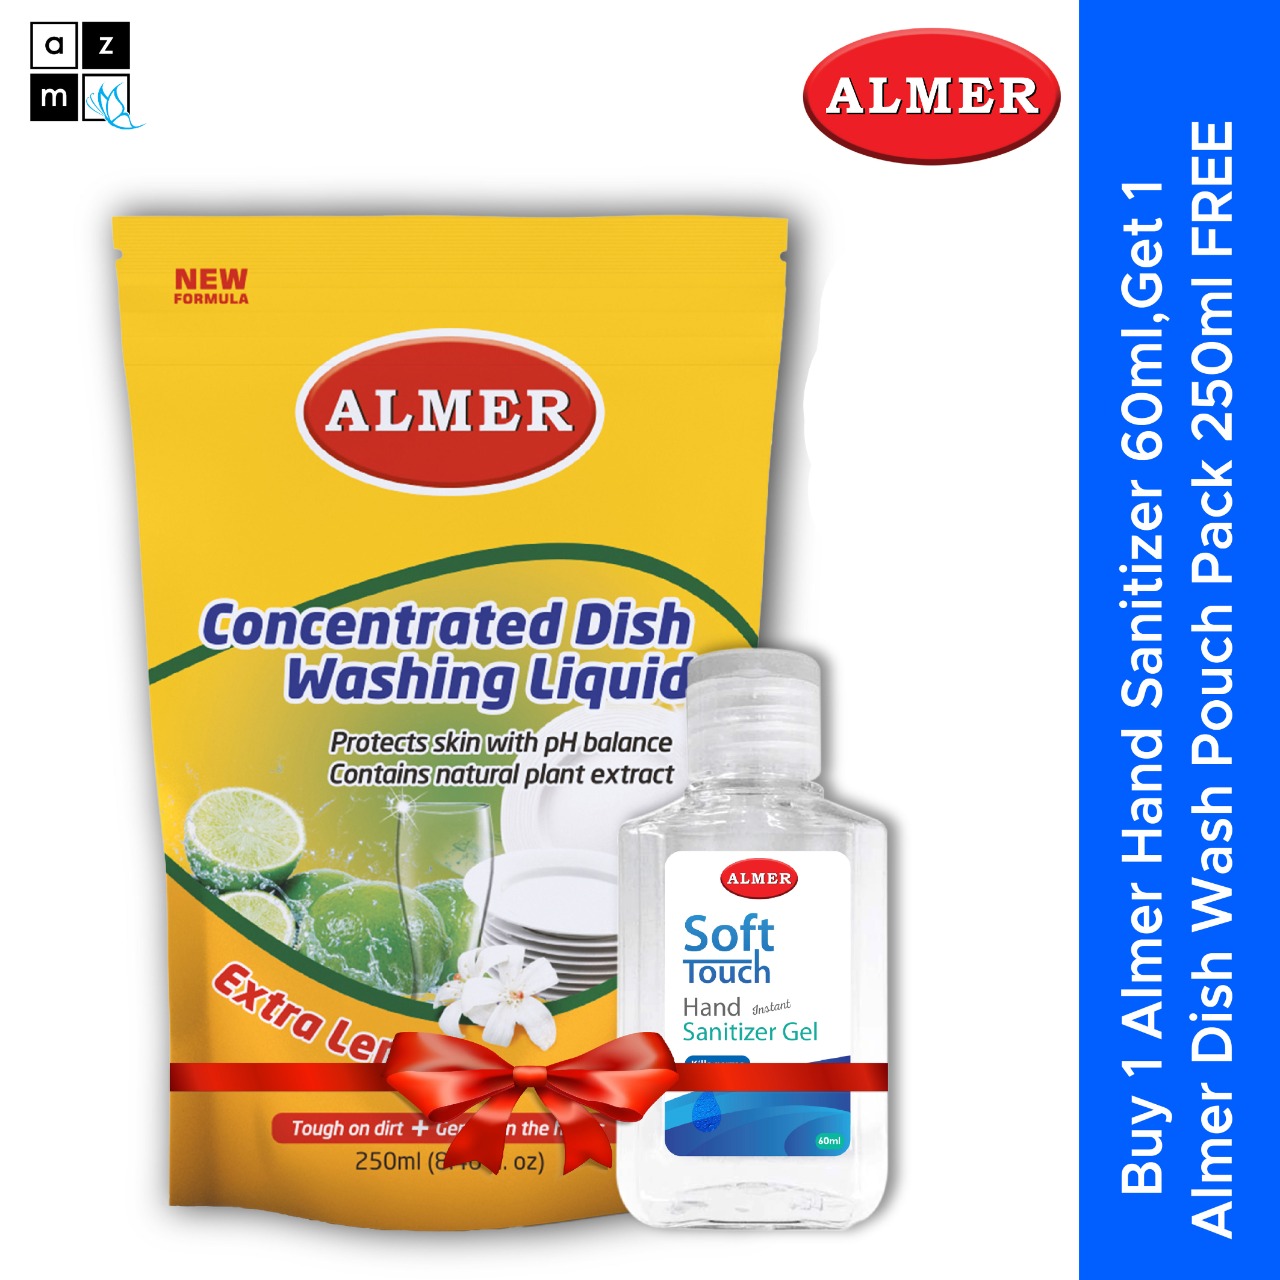 a z
m
ALMER
NEW
FORMULA
ALMER
Concentrated Dish
Washing Liquid
Protects skin with pH balance
Contains natural plant extract
Extra
Tough on dirt + the
250ml oz)
ALMER
Soft
Touch
Hand Instant
Sanitizer Gel
60ml
Buy 1 Almer Hand Sanitizer 60ml,Get 1
Almer Dish Wash Pouch Pack 250ml FREE